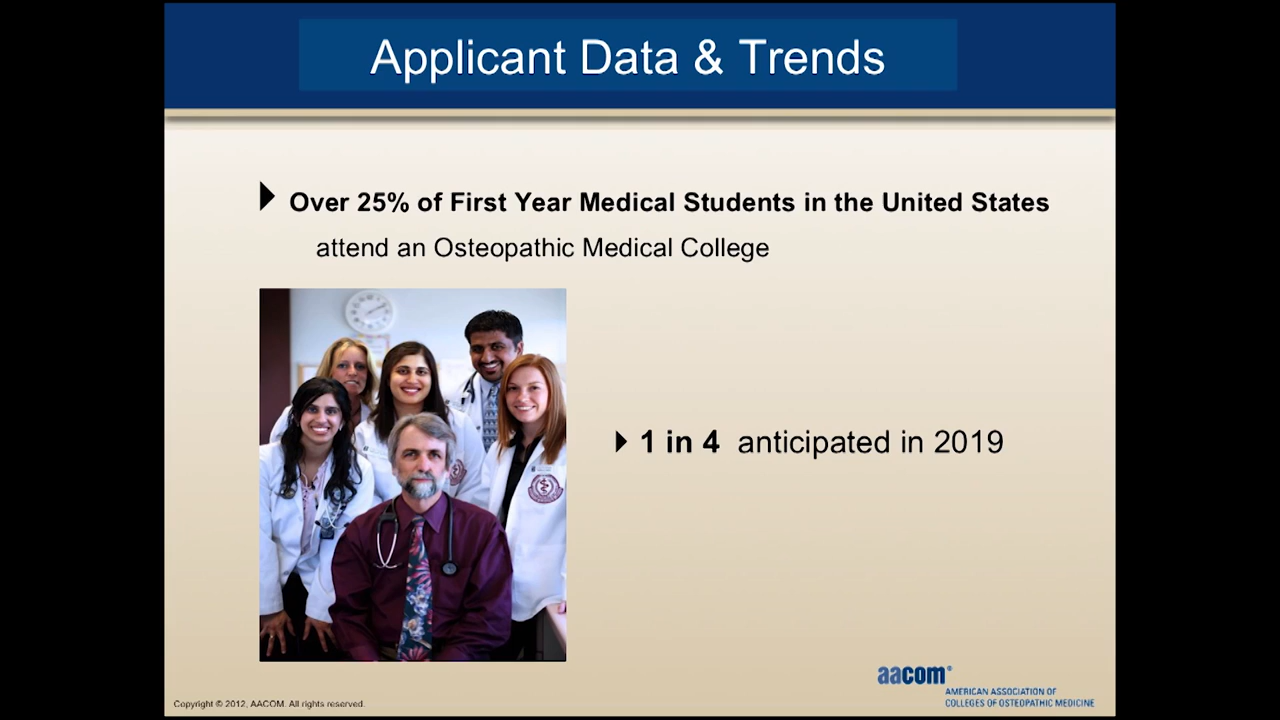 Applicant Data & Trends
Over 25% of First Year Medical Students in the United States
attend an Osteopathic Medical College
1 in 4 anticipated in 2019
aacom®
AMERICAN ASSOCIATION OF
COLLEGES OF OSTEOPATHIC MEDICINE
Copyright © 2012, AACOM. All rights reserved.